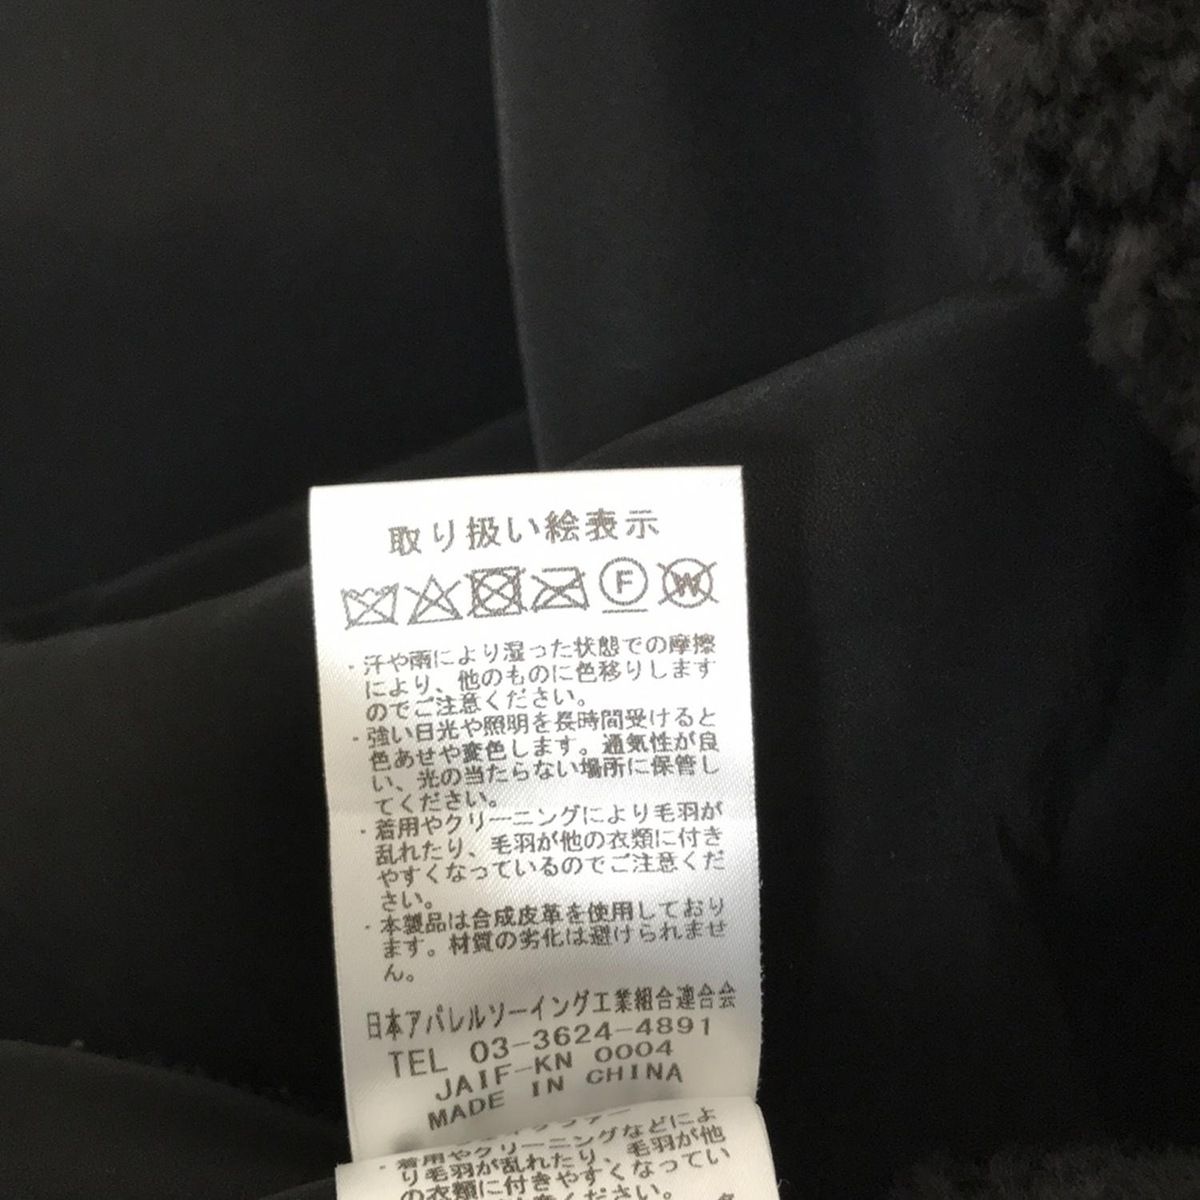 取り扱い絵表示
F W
・汗や雨により湿った状態での摩擦
により、他のものに色移りします
のでご注意ください。
・強い日光や照明を長時間受けると
色あせや変色します。通気性が良
い、光の当たらない場所に保管し
てください。
・着用やクリーニングにより毛羽が
乱れたり、毛羽が他の衣類に付き
やすくなっているのでご注意くだ
さい。
・本製品は合成皮革を使用しており
ます。材質の劣化は避けられませ
ん。
日本アパレルソーイング工業組合連合会
TEL 03-3624-4891
JAIF-KN 0004
MADE IN CHINA
・着用やクリーニングなどによ
り毛羽が乱れたり、毛羽が他
の衣類に付きやすくなってい
ください。